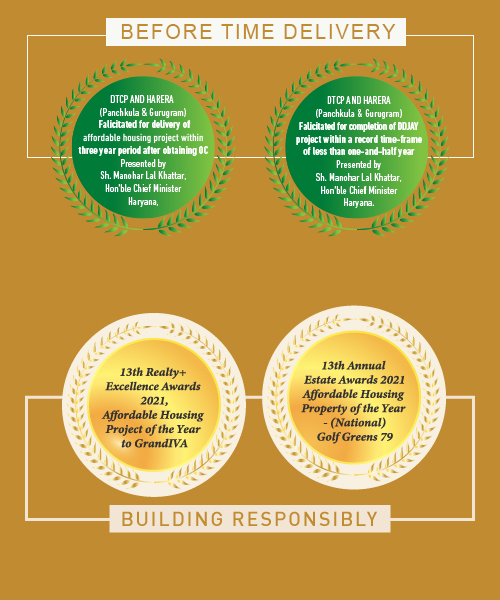 BEFORE TIME DELIVERY
DTCP AND HARERA
(Panchkula & Gurugram)
Falicitated for delivery of
affordable housing project within
three year period after obtaining OC
Presented by
Sh. Manohar Lal Khattar,
Hon'ble Chief Minister
Haryana,
DTCP AND HARERA
(Panchkula & Gurugram)
Falicitated for completion of DDJAY
project within a record time-frame
of less than one-and-half year
Presented by
Sh. Manohar Lal Khattar,
Hon'ble Chief Minister
Haryana.
13th Realty+
Excellence Awards
2021,
Affordable Housing
Project of the Year
to GrandIVA
13th Annual
Estate Awards 2021
Affordable Housing
Property of the Year
- (National)
Golf Greens 79
BUILDING RESPONSIBLY